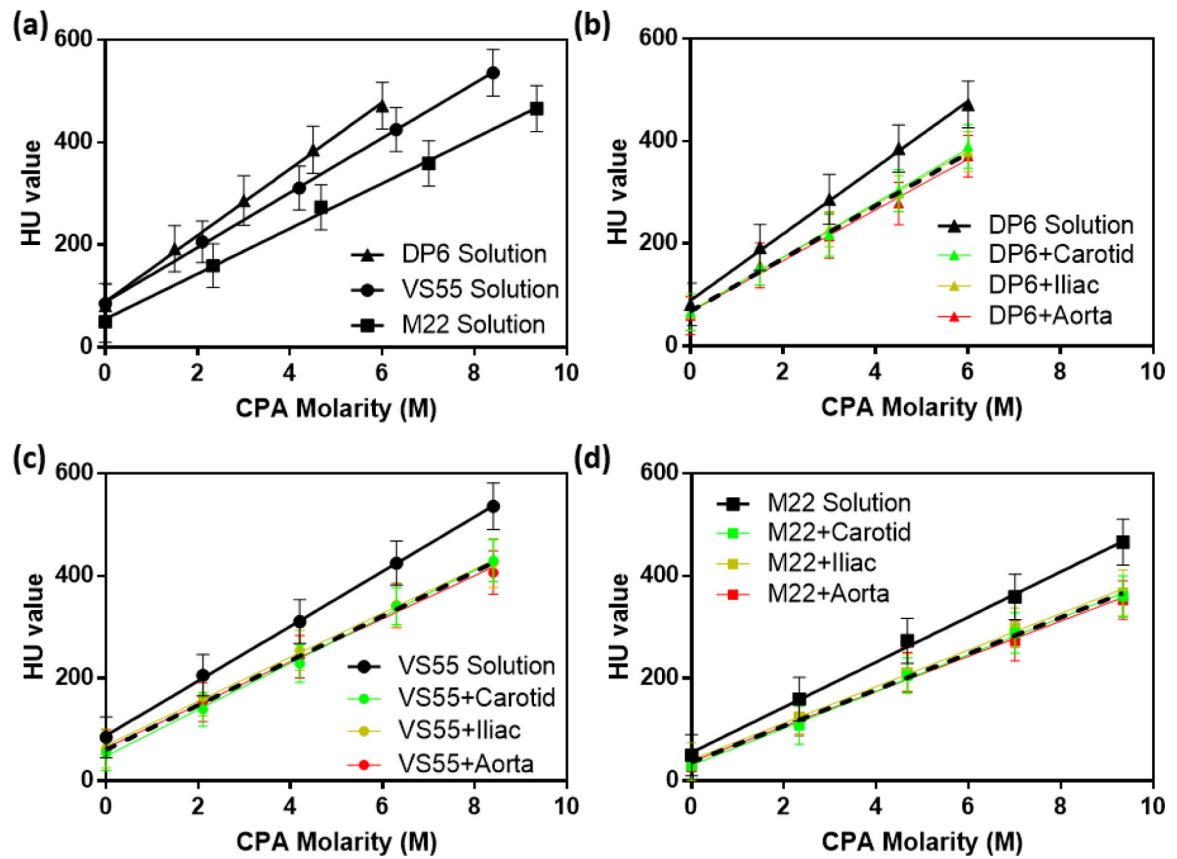 (a)
600
400
200
0
HU value
DP6 Solution
VS55 Solution
M22 Solution
0 2 4 6 8 10
CPA Molarity (M)
(b)
600
400
200
0
HU value
DP6 Solution
DP6+Carotid
DP6+Iliac
DP6+Aorta
0 2 4 6 8 10
CPA Molarity (M)
(c)
600
400
200
0
HU value
VS55 Solution
VS55+Carotid
VS55+Iliac
VS55+Aorta
0 2 4 6 8 10
CPA Molarity (M)
(d)
600
400
200
0
HU value
M22 Solution
M22+Carotid
M22+Iliac
M22+Aorta
0 2 4 6 8 10
CPA Molarity (M)